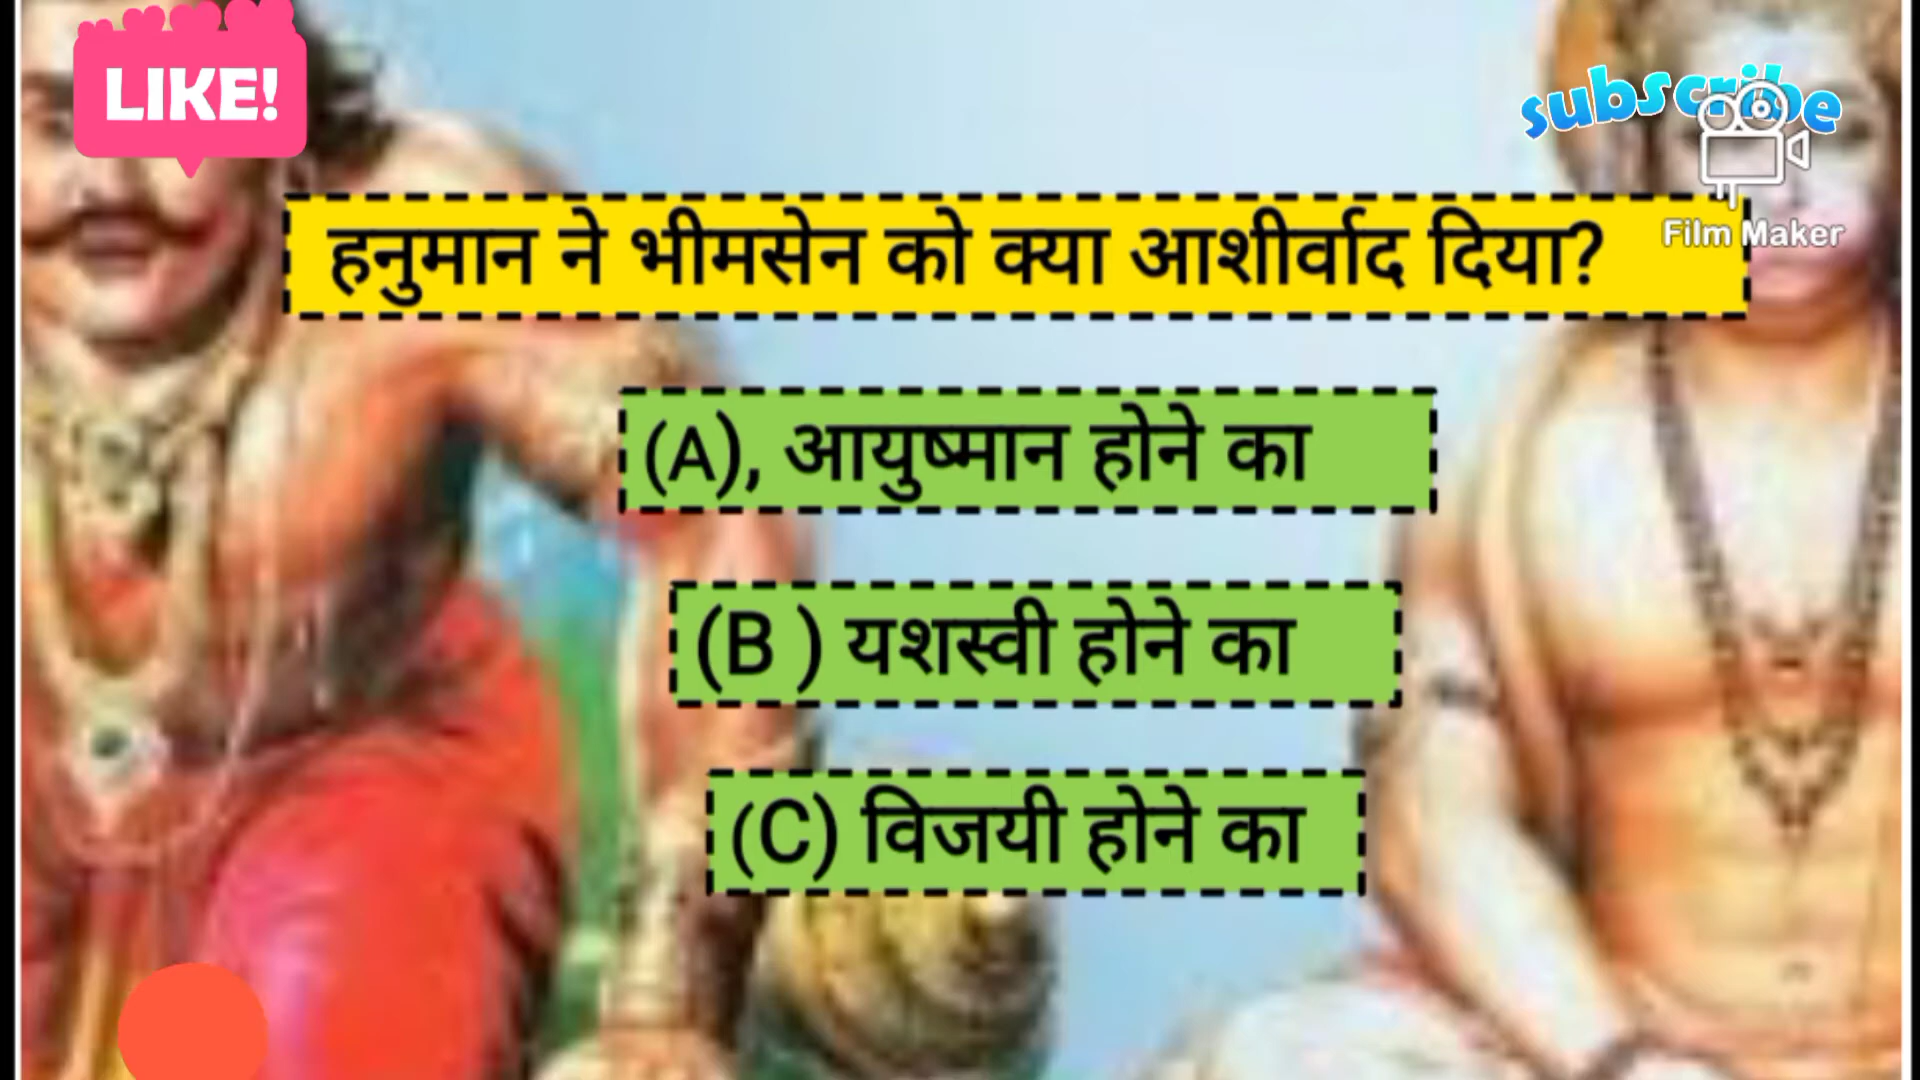 LIKE!
subscribe
Film Maker
हनुमान ने भीमसेन को क्या आशीर्वाद दिया?
(A), आयुष्मान होने का
(B ) यशस्वी होने का
(C) विजयी होने का